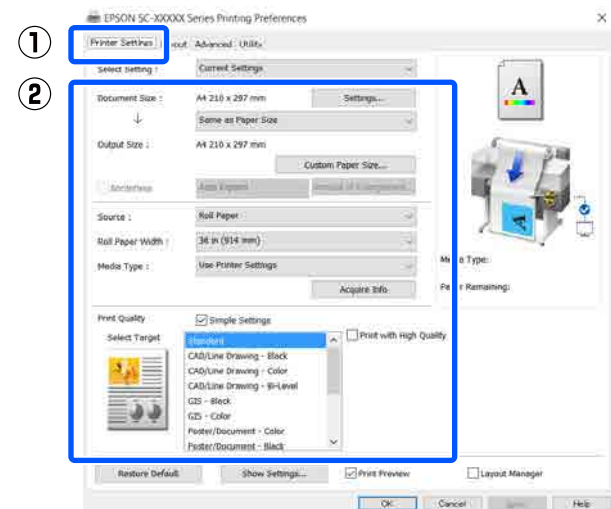 EPSON SC-XXXXX Series Printing Preferences
①
Printer Settings out Advanced Utility
②
Select Setting : Current Settings
Document Size : A4 210 x 297 mm Settings...
↓ Same as Paper Size
Output Size : A4 210 x 297 mm
Custom Paper Size...
Borderless Auto Expand Amount of Enlargement...
Source : Roll Paper
Roll Paper Width : 36 in (914 mm)
Media Type : Use Printer Settings
Acquire Info
Print Quality Simple Settings
Select Target Standard
Print with High Quality
CAD/Line Drawing - Black
CAD/Line Drawing - Color
CAD/Line Drawing - Bi-Level
GIS - Black
GIS - Color
Poster/Document - Color
Poster/Document - Black
A
A
Type:
Remaining:
Restore Default Show Settings... Print Preview Layout Manager
OK Cancel Help